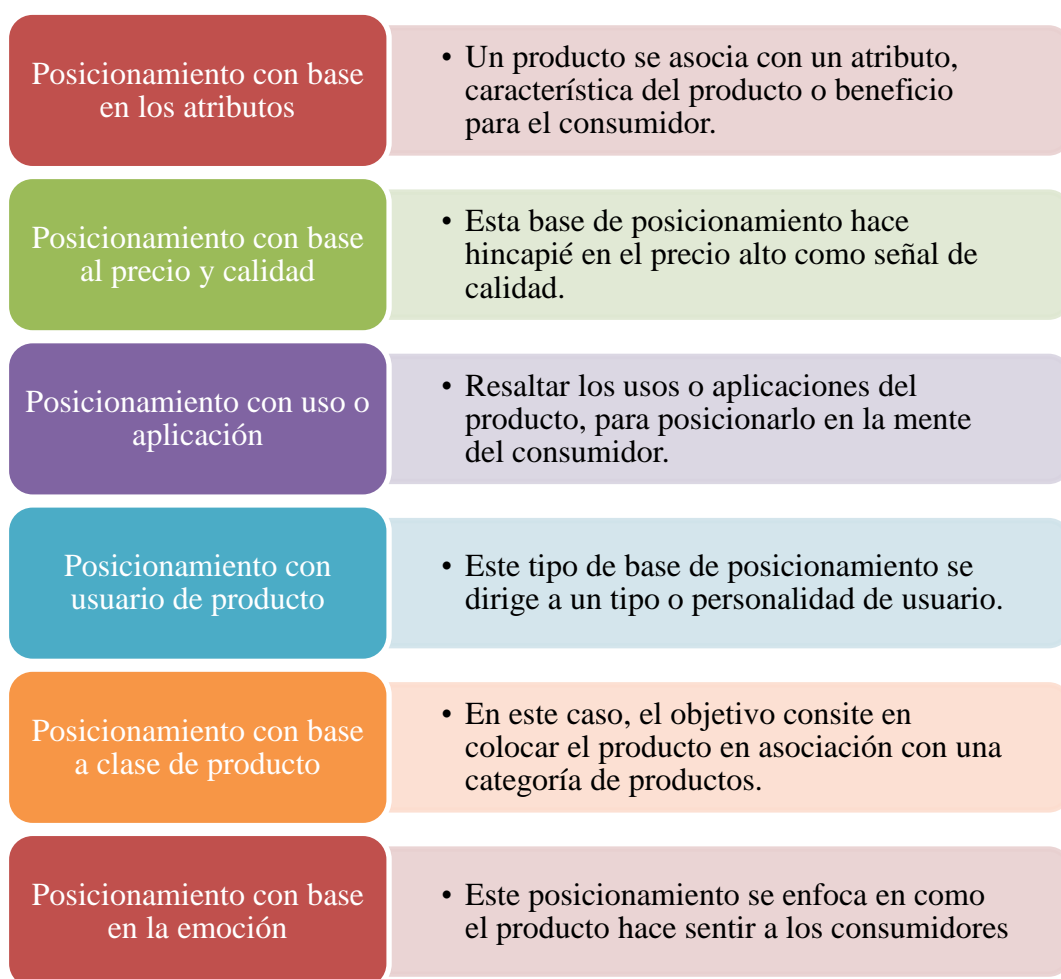 Posicionamiento con base
en los atributos
• Un producto se asocia con un atributo,
característica del producto o beneficio
para el consumidor.
Posicionamiento con base
al precio y calidad
• Esta base de posicionamiento hace
hincapié en el precio alto como señal de
calidad.
Posicionamiento con uso o
aplicación
• Resaltar los usos o aplicaciones del
producto, para posicionarlo en la mente
del consumidor.
Posicionamiento con
usuario de producto
• Este tipo de base de posicionamiento se
dirige a un tipo o personalidad de usuario.
Posicionamiento con base
a clase de producto
• En este caso, el objetivo consite en
colocar el producto en asociación con una
categoría de productos.
Posicionamiento con base
en la emoción
• Este posicionamiento se enfoca en como
el producto hace sentir a los consumidores